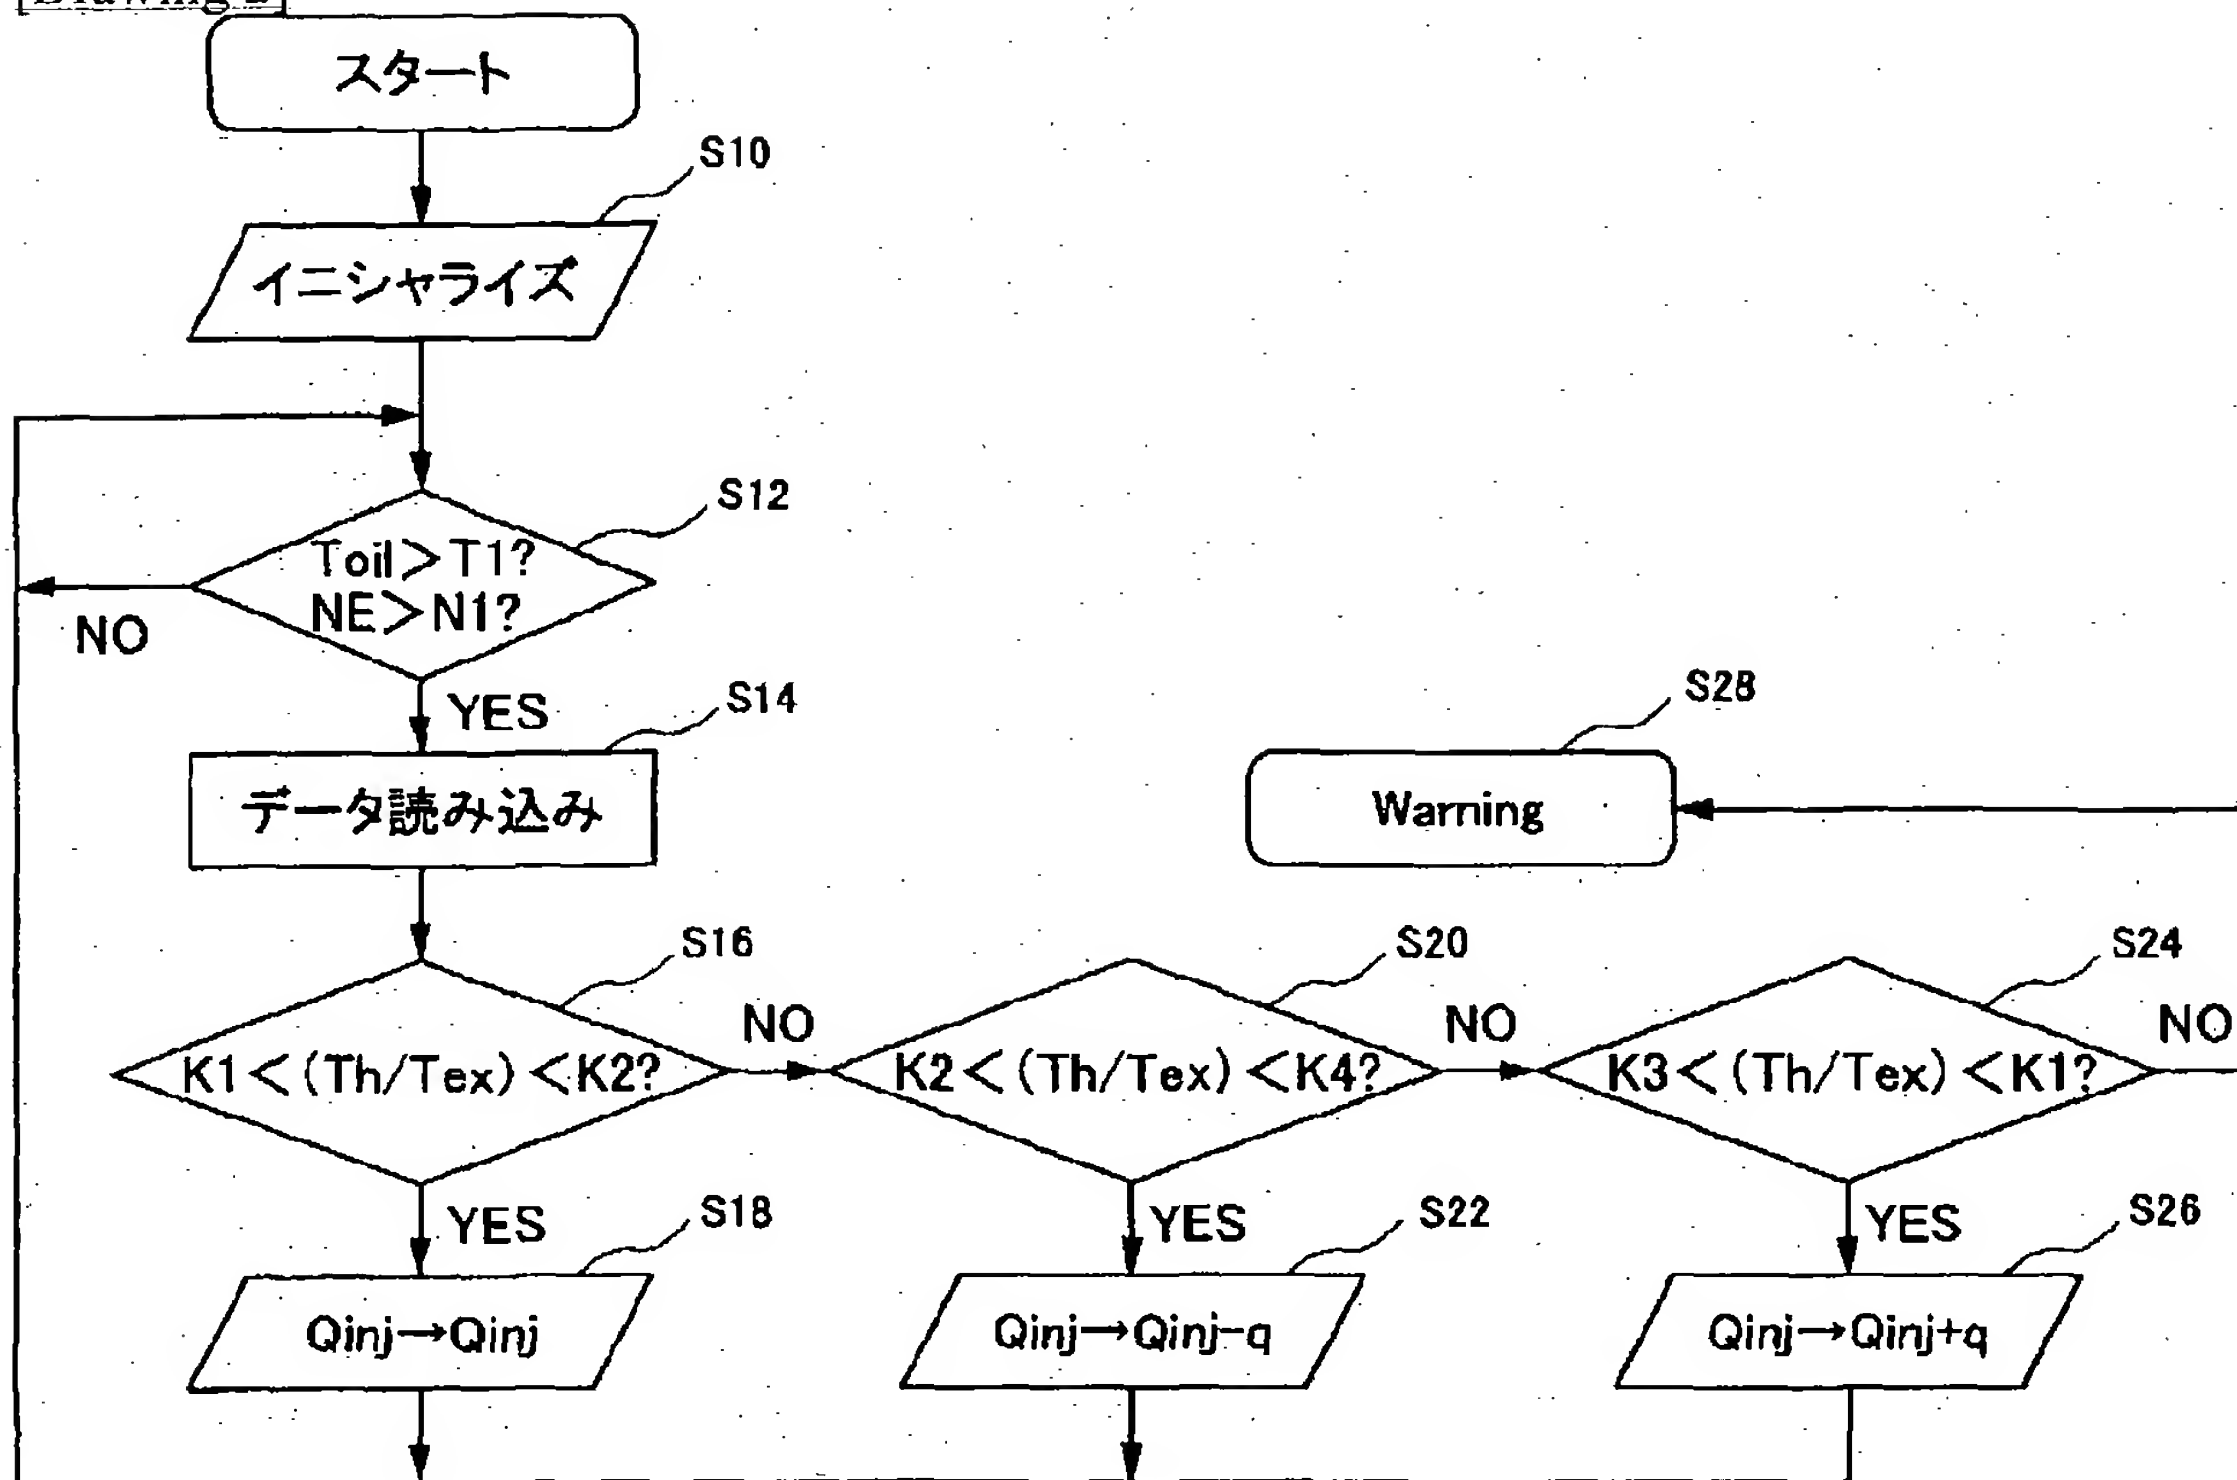 スタート
S10
イニシャライズ
S12
Toil>T1?
NE>N1?
NO
YES
S14
データ読み込み
S28
Warning
S16
K1<(Th/Tex)<K2?
NO
S20
K2<(Th/Tex)<K4?
NO
S24
K3<(Th/Tex)<K1?
NO
YES
S18
Qinj→Qinj
YES
S22
Qinj→Qinj-q
YES
S26
Qinj→Qinj+q